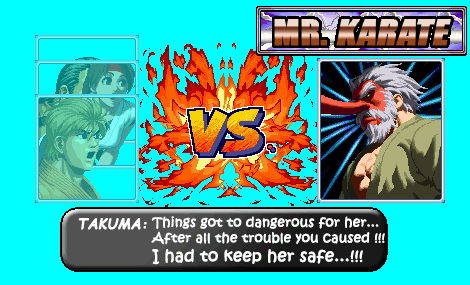 MR. KARATE
VS
TAKUMA: Things got to dangerous for her...
After all the trouble you caused !!!
I had to keep her safe...!!!